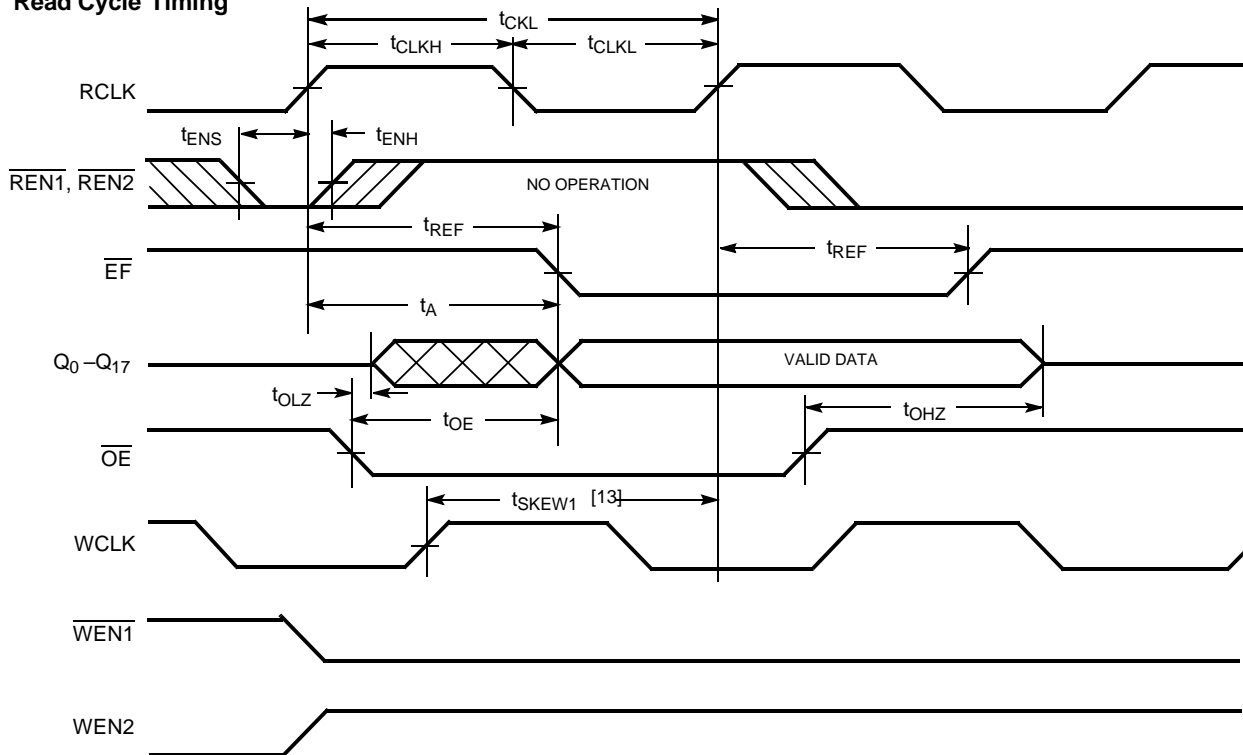 Read Cycle Timing
tCKL
tCLKH
tCLKL
RCLK
tENS
tENH
REN1, REN2
NO OPERATION
tREF
tREF
EF
tA
Q0–Q17
VALID DATA
tOLZ
tOE
tOHZ
OE
tSKEW1 [13]
WCLK
WEN1
WEN2